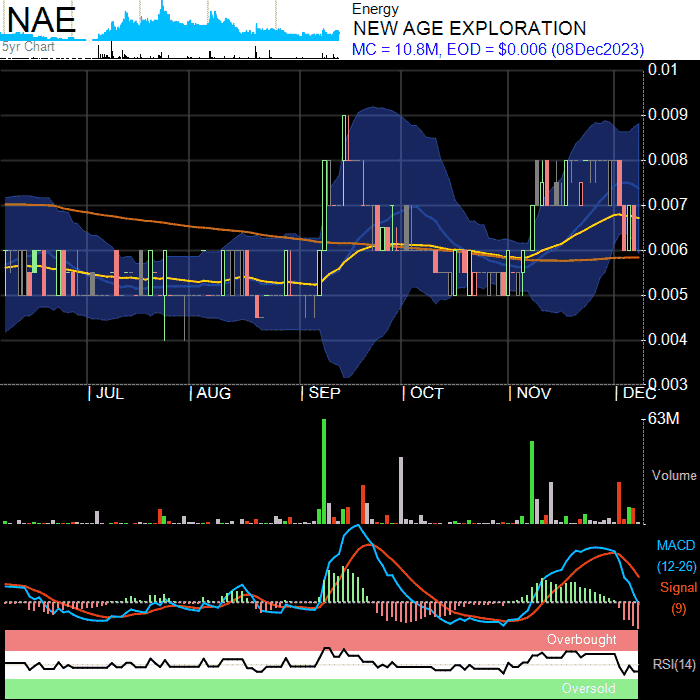 NAE
5yr Chart
Energy
NEW AGE EXPLORATION
MC = 10.8M, EOD = $0.006 (08Dec2023)
0.01
0.009
0.008
0.007
0.006
0.005
0.004
0.003
JUL AUG SEP OCT NOV DEC
63M
Volume
MACD
(12-26)
Signal
(9)
Overbought
RSI(14)
Oversold